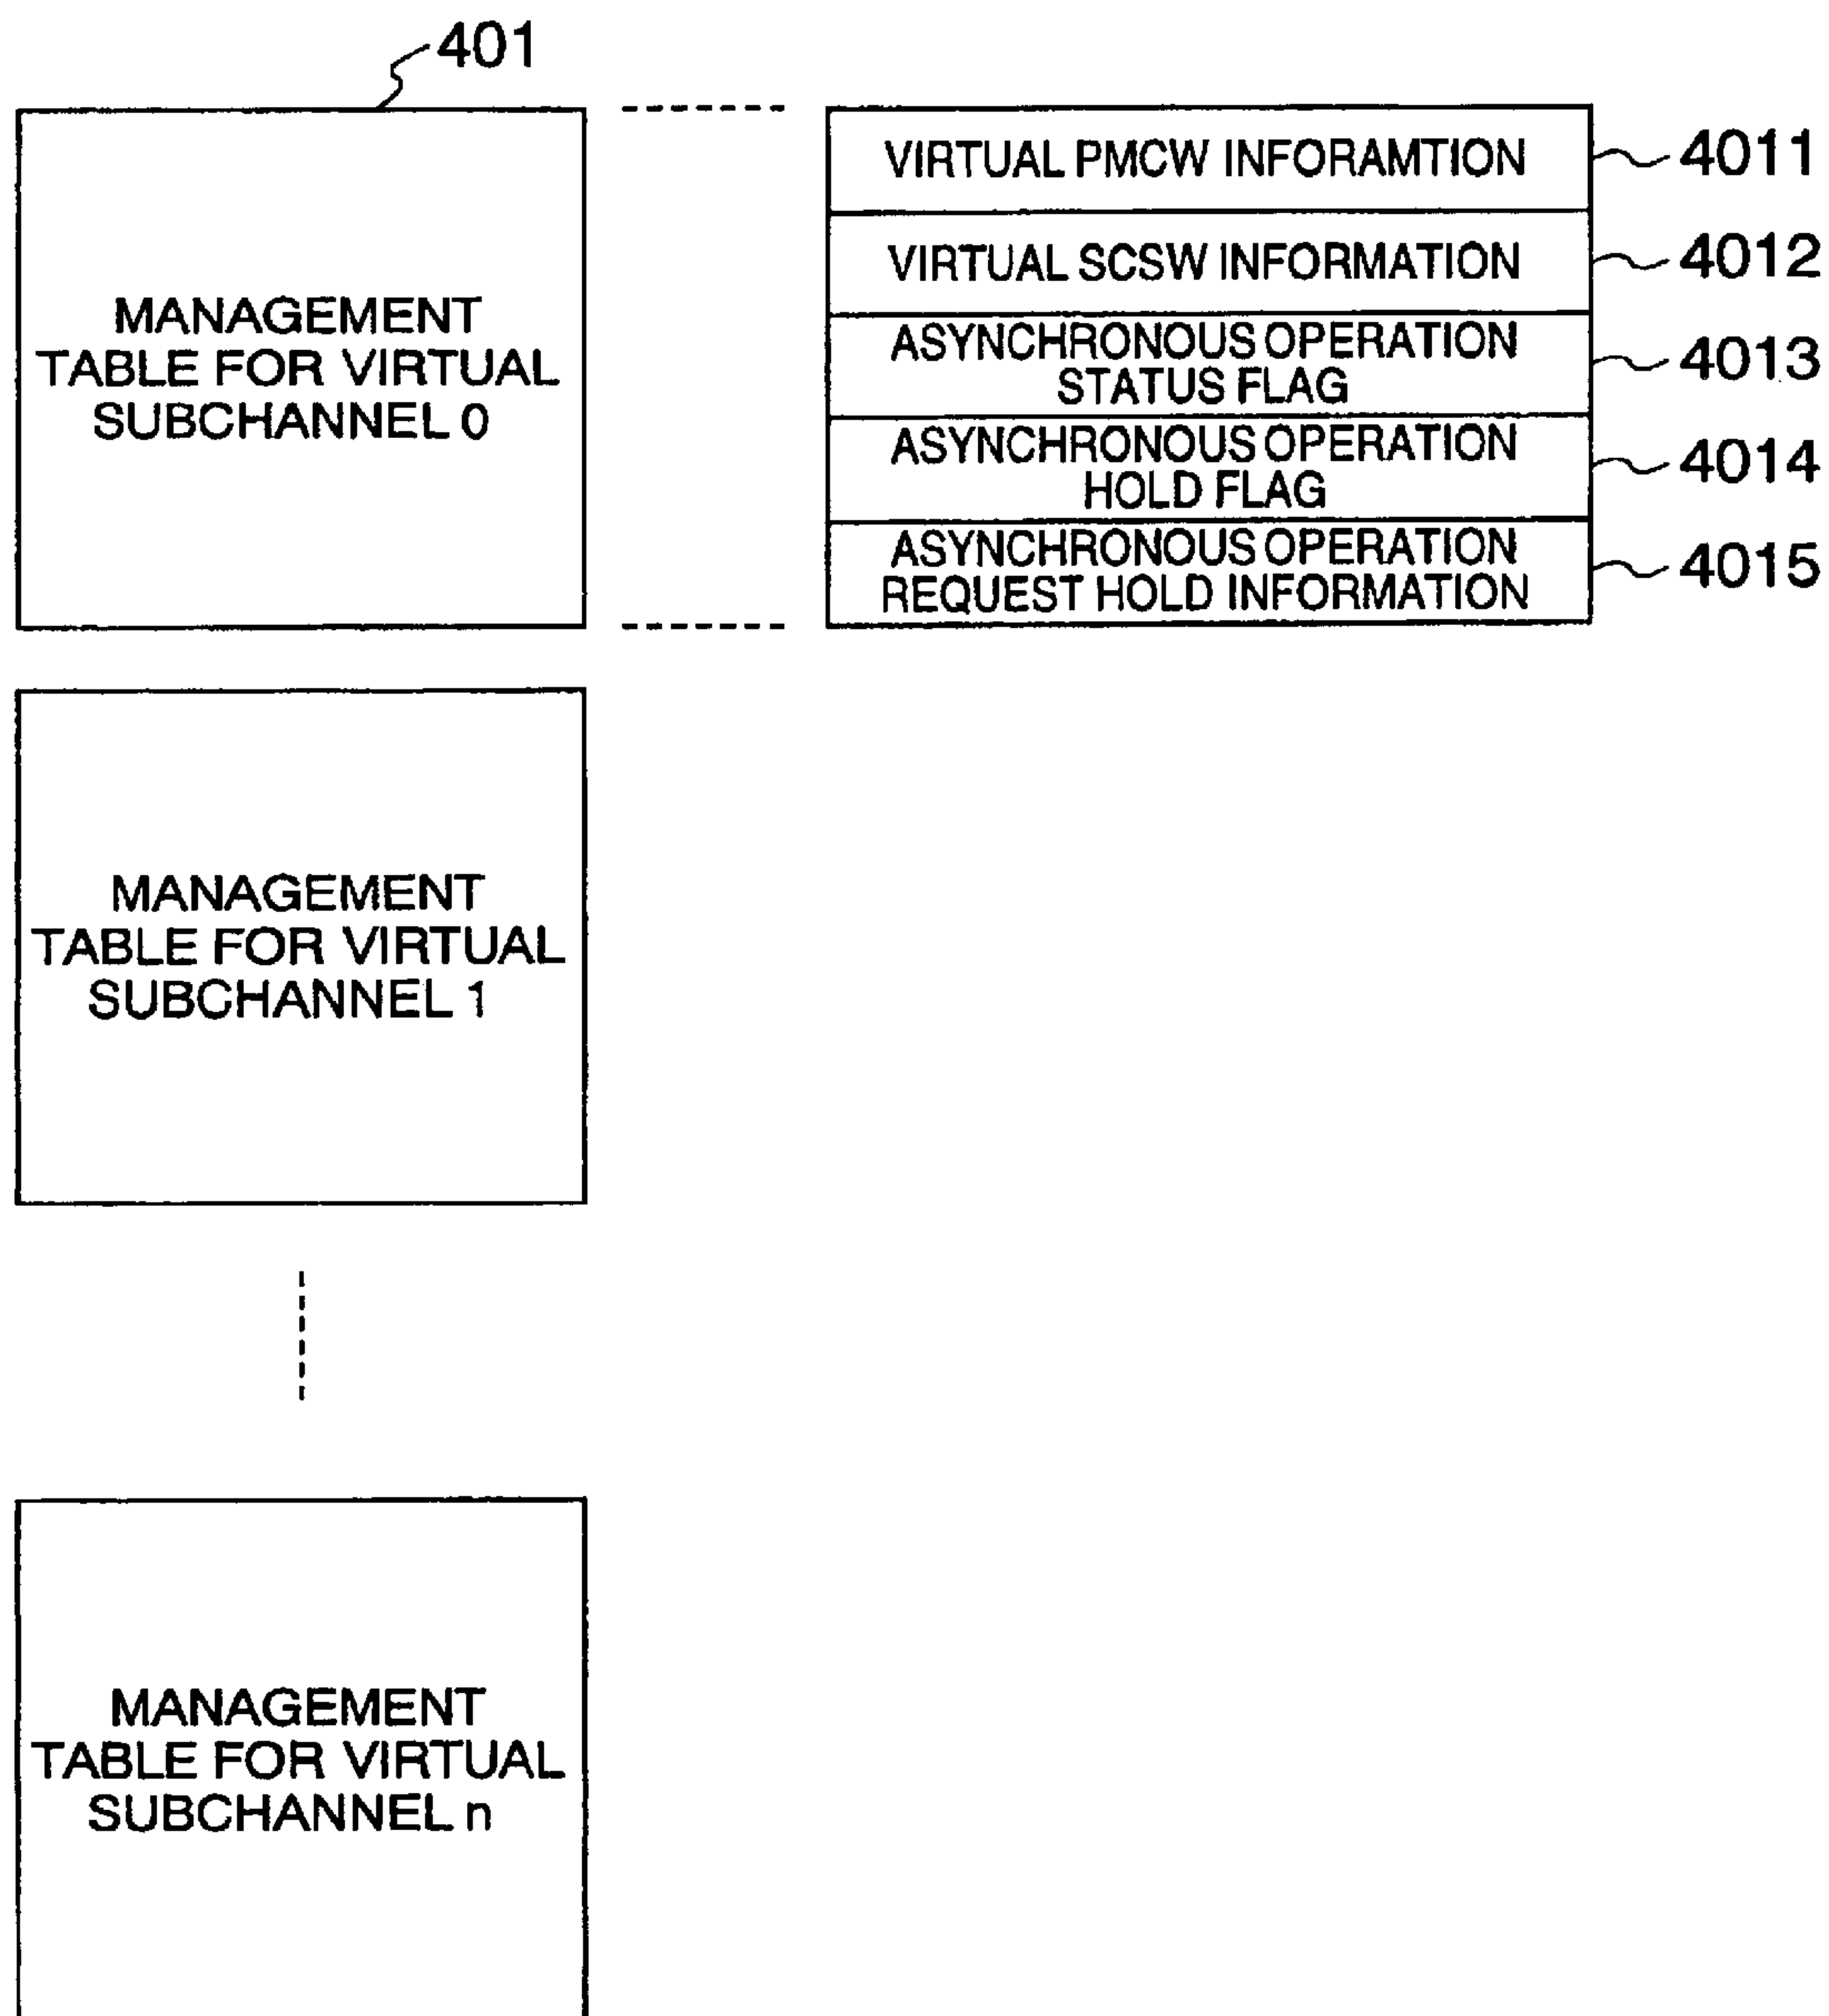 401
MANAGEMENT
TABLE FOR VIRTUAL
SUBCHANNEL 0
VIRTUAL PMCW INFORAMTION
4011
VIRTUAL SCSW INFORMATION
4012
ASYNCHRONOUS OPERATION
STATUS FLAG
4013
ASYNCHRONOUS OPERATION
HOLD FLAG
4014
ASYNCHRONOUS OPERATION
REQUEST HOLD INFORMATION
4015
MANAGEMENT
TABLE FOR VIRTUAL
SUBCHANNEL 1
MANAGEMENT
TABLE FOR VIRTUAL
SUBCHANNEL n